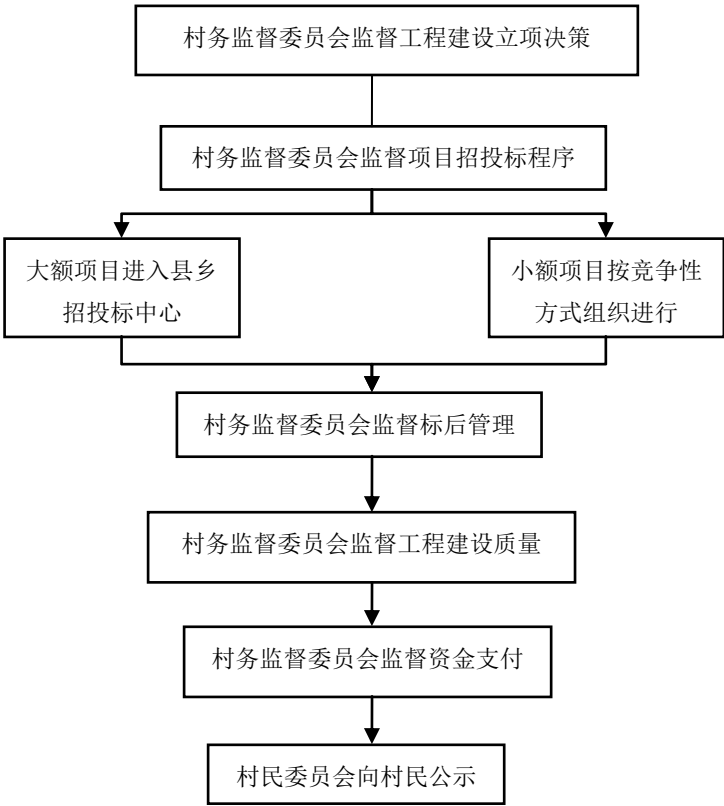 村务监督委员会监督工程建设立项决策
村务监督委员会监督项目招投标程序
大额项目进入县乡
招投标中心
小额项目按竞争性
方式组织进行
村务监督委员会监督标后管理
村务监督委员会监督工程建设质量
村务监督委员会监督资金支付
村民委员会向村民公示